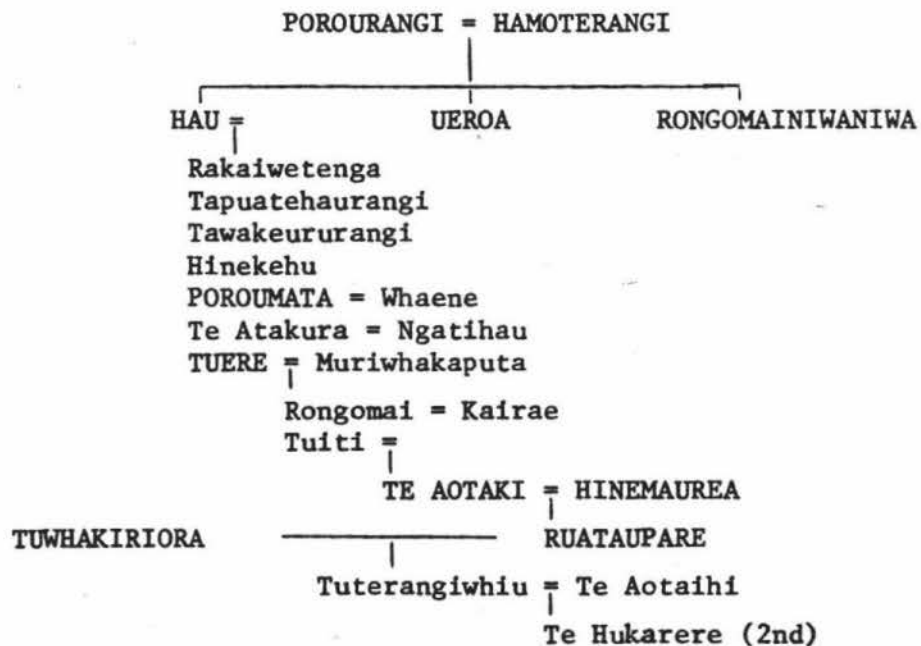 POROURANGI = HAMOTERANGI
HAU = UEROA RONGOMAINIWANIWA
Rakaiwetenga
Tapuatehaurangi
Tawakeururangi
Hinekehu
POROUMATA = Whaene
Te Atakura = Ngatihau
TUERE = Muriwhakaputa
Rongomai = Kairae
Tuiti =
TE AOTAKI = HINEMAUREA
TUWHAKIRIORA RUATAUPARE
Tuterangiwhiu = Te Aotaihi
Te Hukarere (2nd)